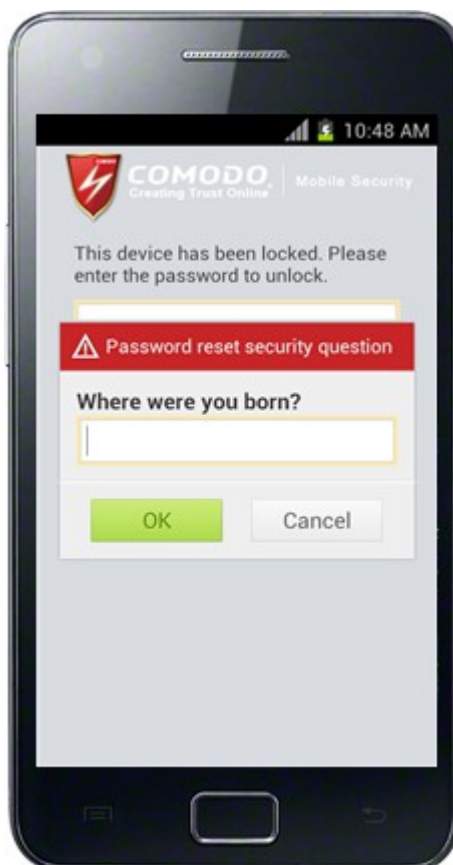 10:48 AM
COMODO
COMODO
Creating Trust Online.
Mobile Security
This device has been locked. Please
enter the password to unlock.
Password reset security question
Where were you born?
OK
Cancel